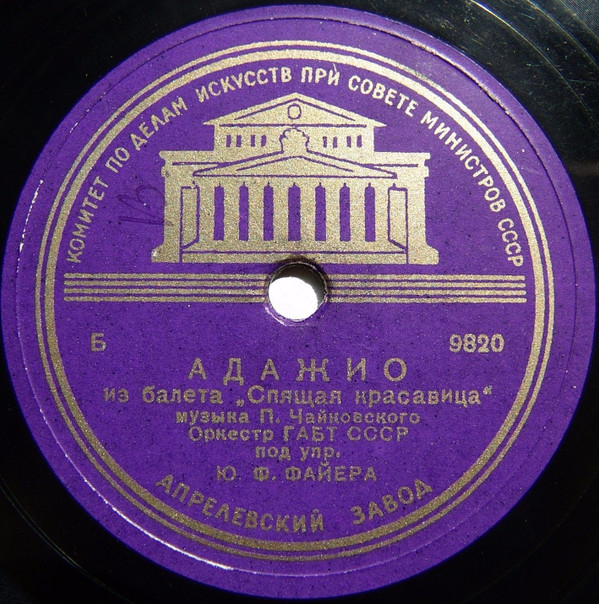 КОМИТЕТ ПО ДЕЛАМ ИСКУССТВ ПРИ СОВЕТЕ МИНИСТРОВ СССР
Б 9820
АДАЖИО
из балета „Спящая красавица“
музыка П. Чайковского
Оркестр ГАБТ СССР
под упр.
Ю. Ф. ФАЙЕРА
АПРЕЛЕВСКИЙ ЗАВОД